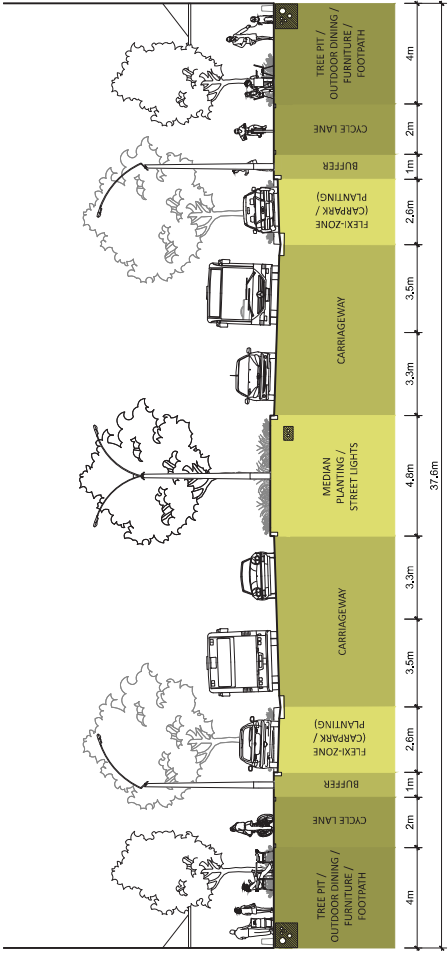 TREE PIT /
OUTDOOR DINING /
FURNITURE /
FOOTPATH
CYCLE LANE
BUFFER
FLEXI-ZONE
(CARPARK /
PLANTING)
CARRIAGEWAY
MEDIAN
PLANTING /
STREET LIGHTS
CARRIAGEWAY
FLEXI-ZONE
(CARPARK /
PLANTING)
BUFFER
CYCLE LANE
TREE PIT /
OUTDOOR DINING /
FURNITURE /
FOOTPATH
4m
2m
1m
2.6m
3.5m
3.3m
4.8m
3.3m
3.5m
2.6m
1m
2m
4m
37.6m